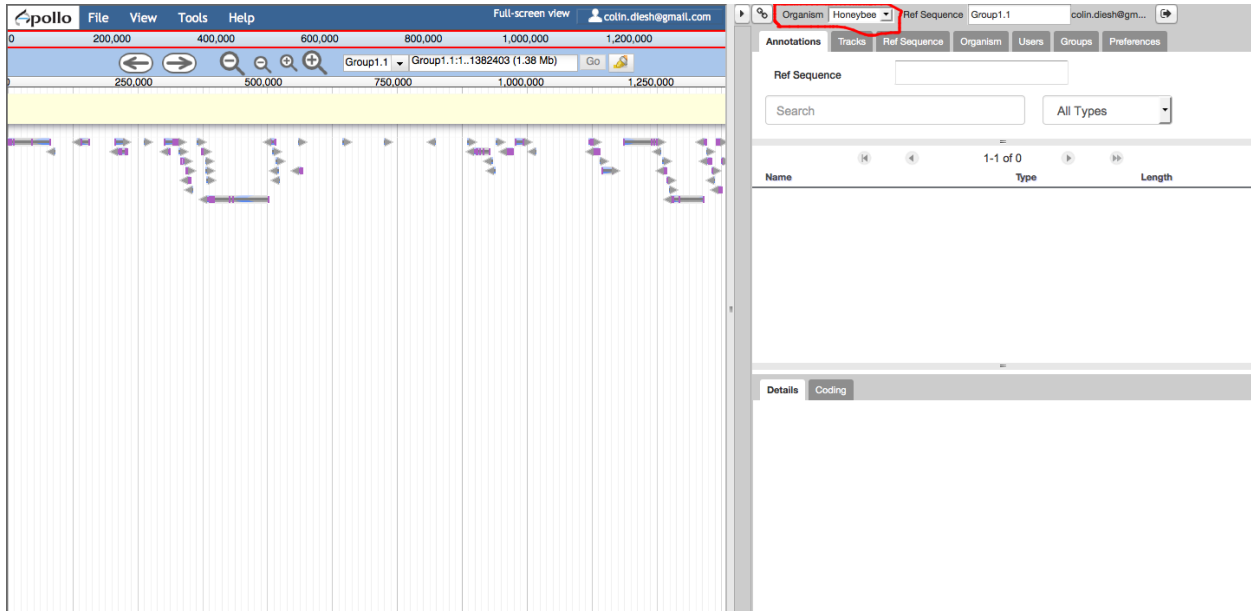 Apollo File View Tools Help Full-screen view colin.diesh@gmail.com
0 200,000 400,000 600,000 800,000 1,000,000 1,200,000
Group1.1 Group1.1:1..1382403 (1.38 Mb) Go
250,000 500,000 750,000 1,000,000 1,250,000
Organism Honeybee Ref Sequence Group1.1 colin.diesh@gm...
Annotations Tracks Ref Sequence Organism Users Groups Preferences
Ref Sequence
Search All Types
1-1 of 0
Name Type Length
Details Coding